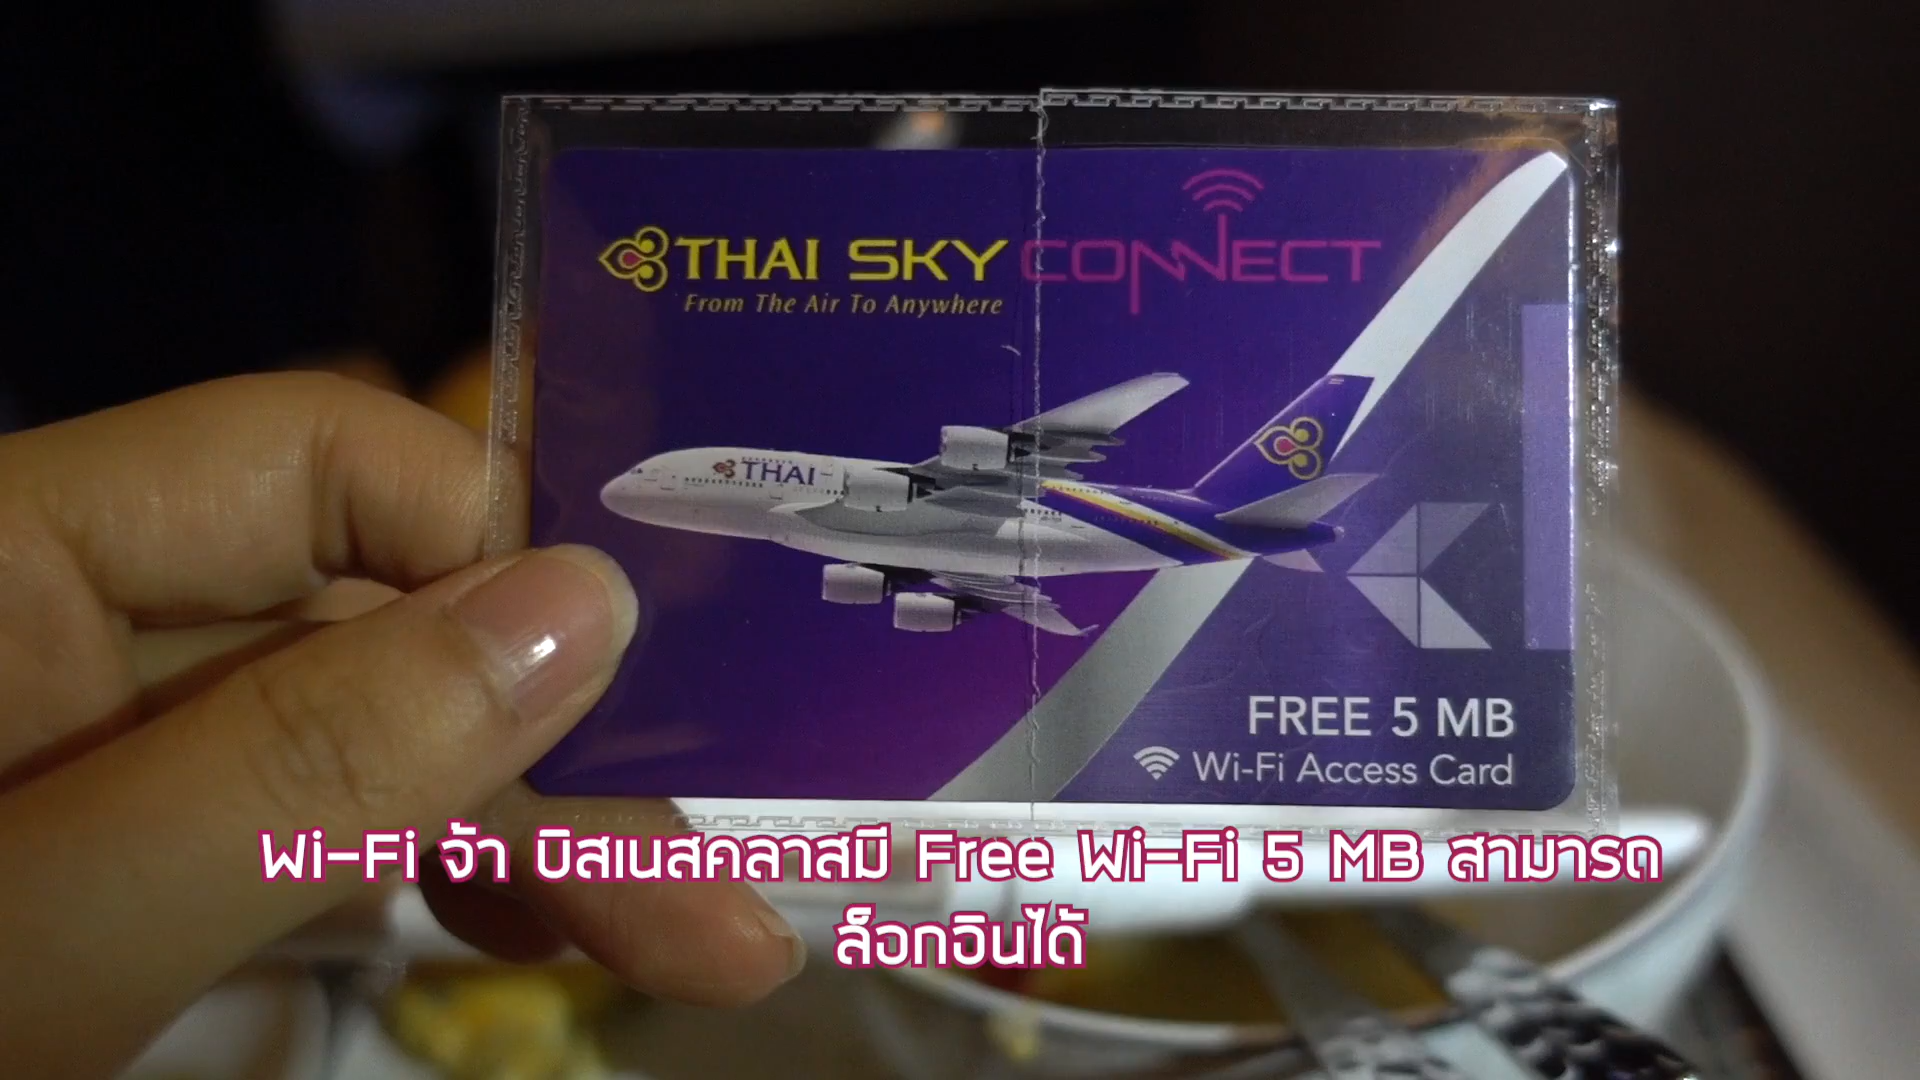 THAI SKY CONNECT
From The Air To Anywhere
THAI
FREE 5 MB
Wi-Fi Access Card
Wi-Fi จ้า บิสเนสคลาสมี Free Wi-Fi 5 MB สามารถ
ล็อกอินได้